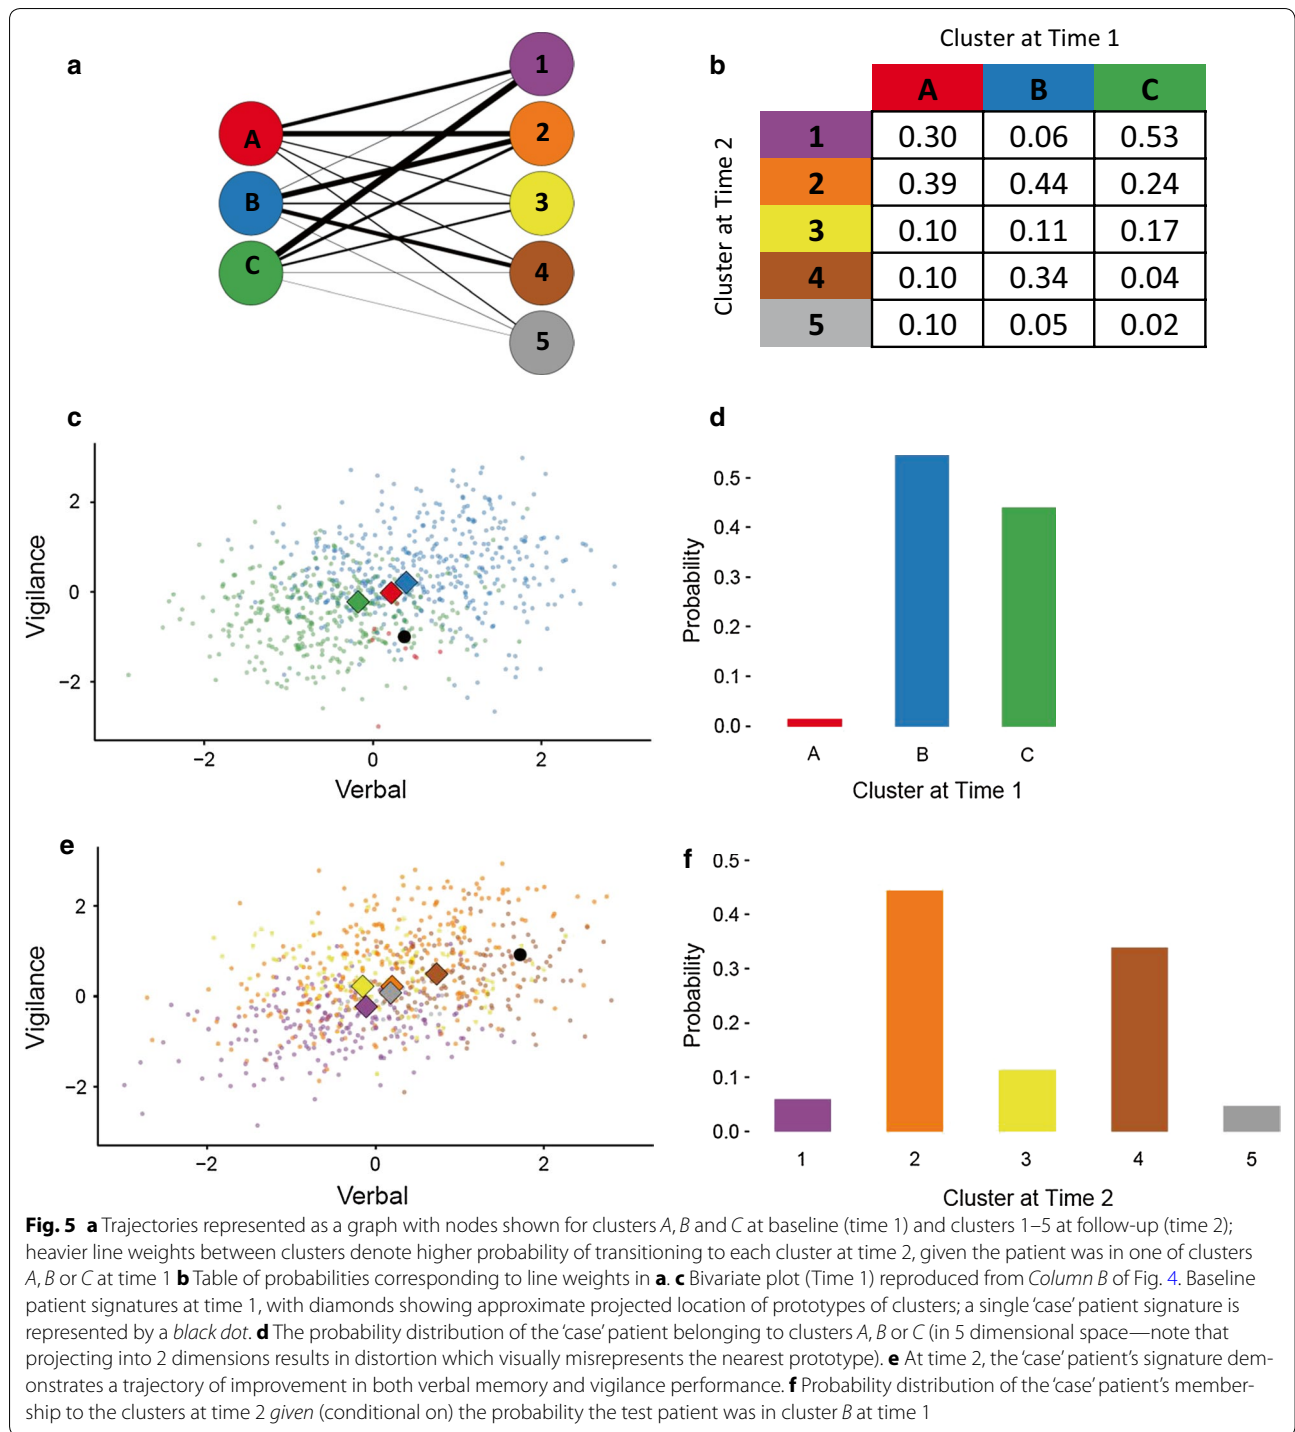 a
A
B
C
1
2
3
4
5
b
Cluster at Time 1
Cluster at Time 2
A B C
1 0.30 0.06 0.53
2 0.39 0.44 0.24
3 0.10 0.11 0.17
4 0.10 0.34 0.04
5 0.10 0.05 0.02
c
Vigilance
2
0
−2
−2 0 2
Verbal
d
Probability
0.5
0.4
0.3
0.2
0.1
0.0
A B C
Cluster at Time 1
e
Vigilance
2
0
−2
−2 0 2
Verbal
f
Probability
0.5
0.4
0.3
0.2
0.1
0.0
1 2 3 4 5
Cluster at Time 2
Fig. 5 a Trajectories represented as a graph with nodes shown for clusters A, B and C at baseline (time 1) and clusters 1–5 at follow-up (time 2);
heavier line weights between clusters denote higher probability of transitioning to each cluster at time 2, given the patient was in one of clusters
A, B or C at time 1 b Table of probabilities corresponding to line weights in a. c Bivariate plot (Time 1) reproduced from Column B of Fig. 4. Baseline
patient signatures at time 1, with diamonds showing approximate projected location of prototypes of clusters; a single ‘case’ patient signature is
represented by a black dot. d The probability distribution of the ‘case’ patient belonging to clusters A, B or C (in 5 dimensional space—note that
projecting into 2 dimensions results in distortion which visually misrepresents the nearest prototype). e At time 2, the ‘case’ patient’s signature dem-
onstrates a trajectory of improvement in both verbal memory and vigilance performance. f Probability distribution of the ‘case’ patient’s member-
ship to the clusters at time 2 given (conditional on) the probability the test patient was in cluster B at time 1